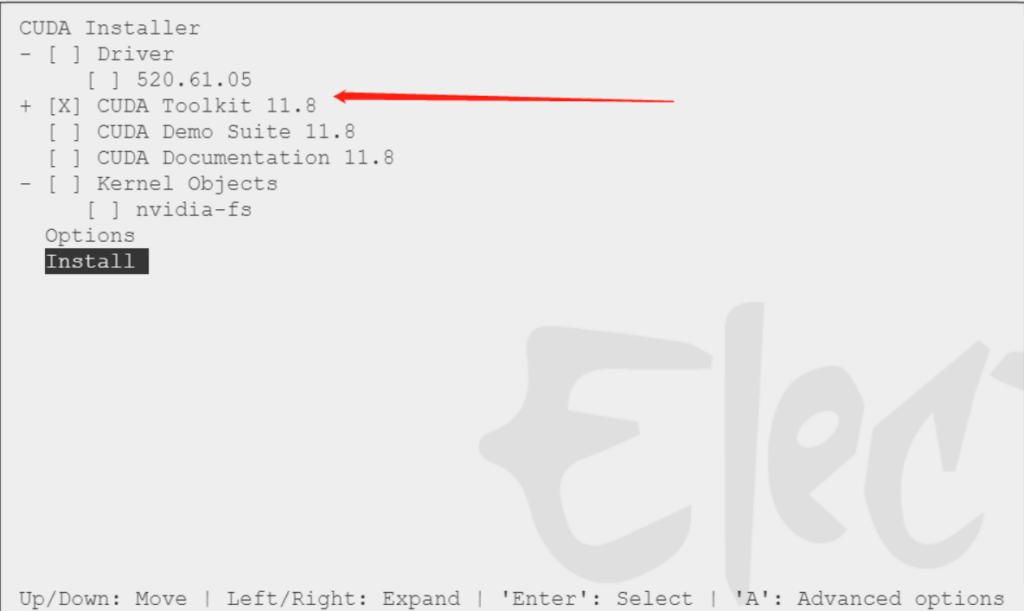 CUDA Installer
- [ ] Driver
[ ] 520.61.05
+ [X] CUDA Toolkit 11.8
[ ] CUDA Demo Suite 11.8
[ ] CUDA Documentation 11.8
- [ ] Kernel Objects
[ ] nvidia-fs
Options
Install
Elec
Up/Down: Move | Left/Right: Expand | 'Enter': Select | 'A': Advanced options